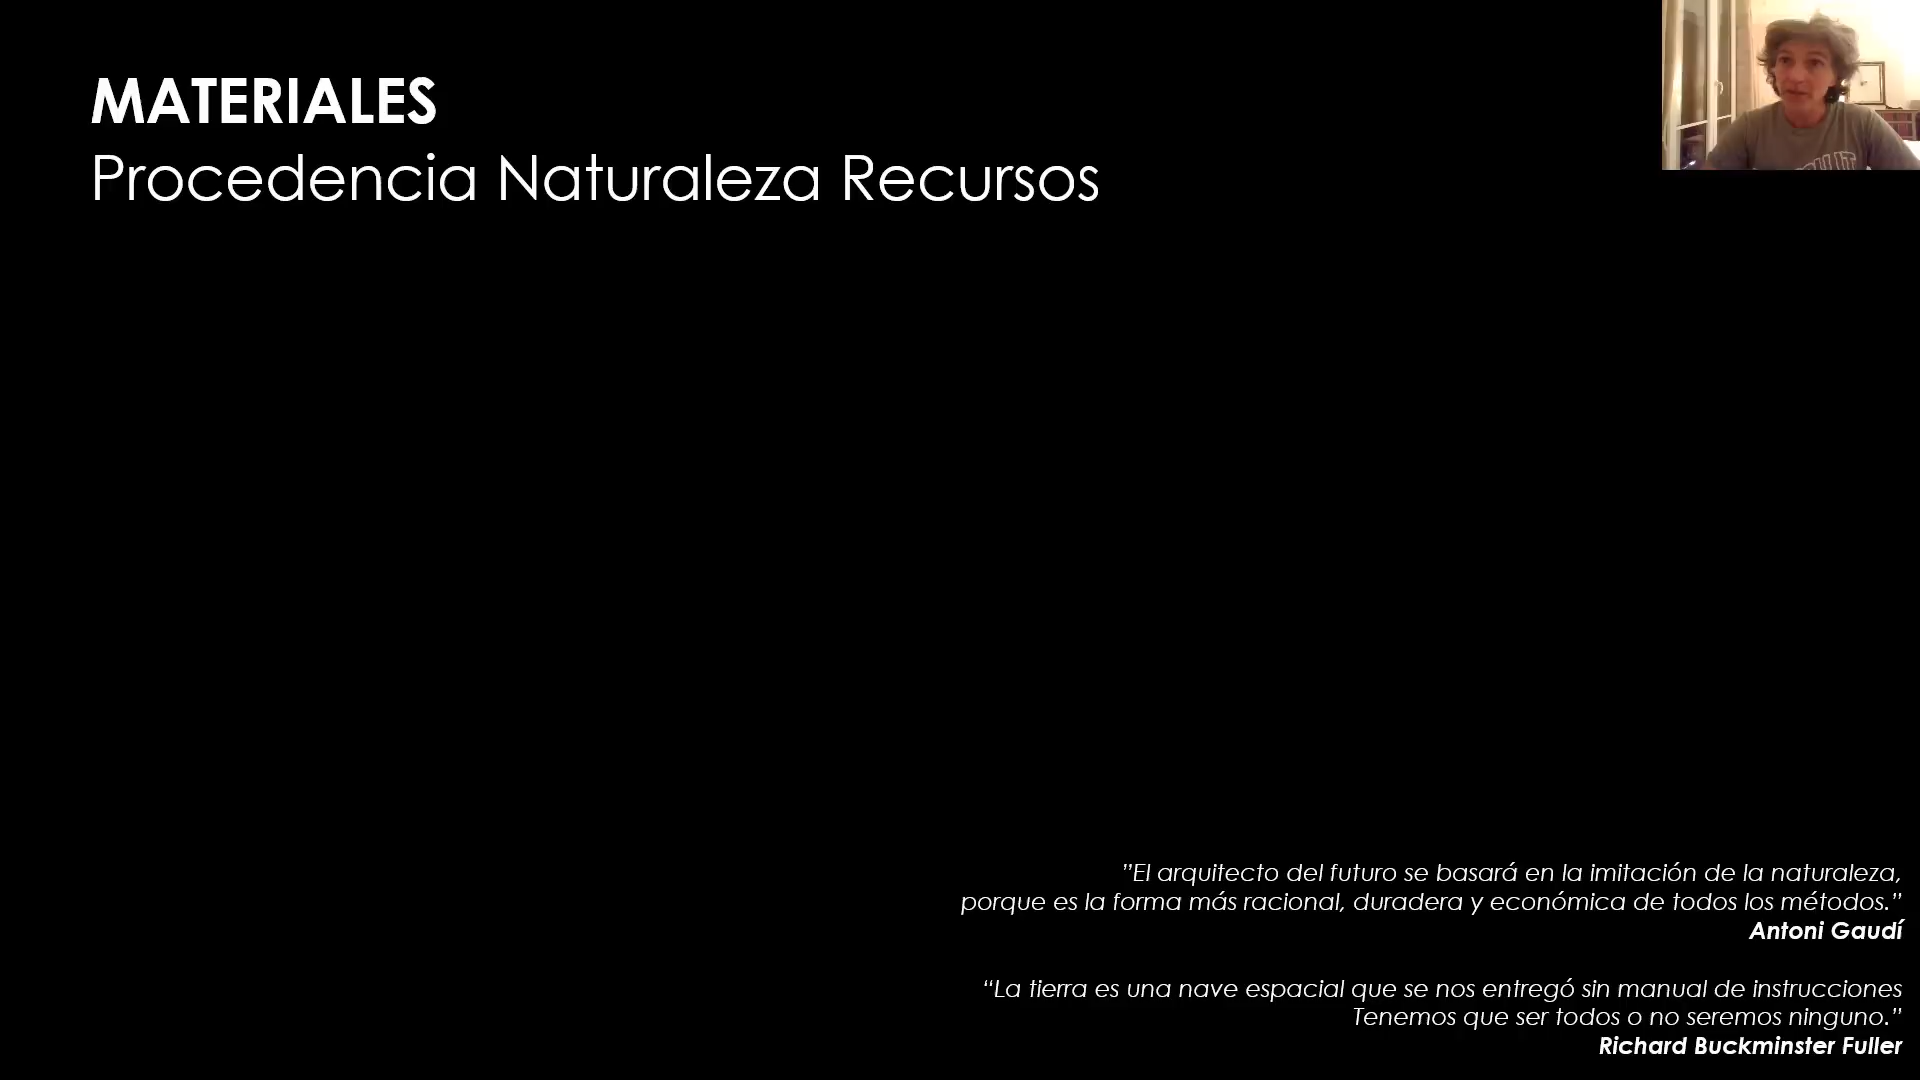 MATERIALES
Procedencia Naturaleza Recursos
”El arquitecto del futuro se basará en la imitación de la naturaleza,
porque es la forma más racional, duradera y económica de todos los métodos.”
Antoni Gaudí
“La tierra es una nave espacial que se nos entregó sin manual de instrucciones
Tenemos que ser todos o no seremos ninguno.”
Richard Buckminster Fuller